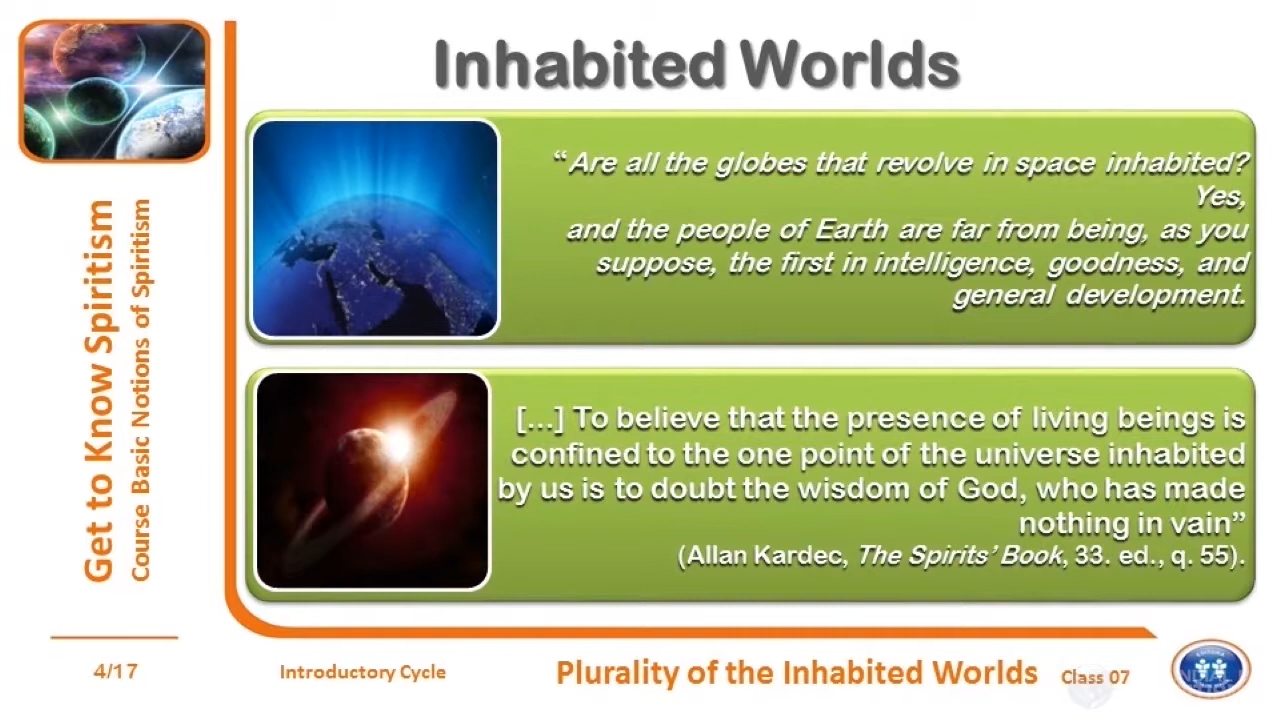 Inhabited Worlds
“Are all the globes that revolve in space inhabited?
Yes,
and the people of Earth are far from being, as you
suppose, the first in intelligence, goodness, and
general development.
[...] To believe that the presence of living beings is
confined to the one point of the universe inhabited
by us is to doubt the wisdom of God, who has made
nothing in vain”
(Allan Kardec, The Spirits’ Book, 33. ed., q. 55).
Get to Know Spiritism
Course Basic Notions of Spiritism
4/17
Introductory Cycle
Plurality of the Inhabited Worlds
Class 07